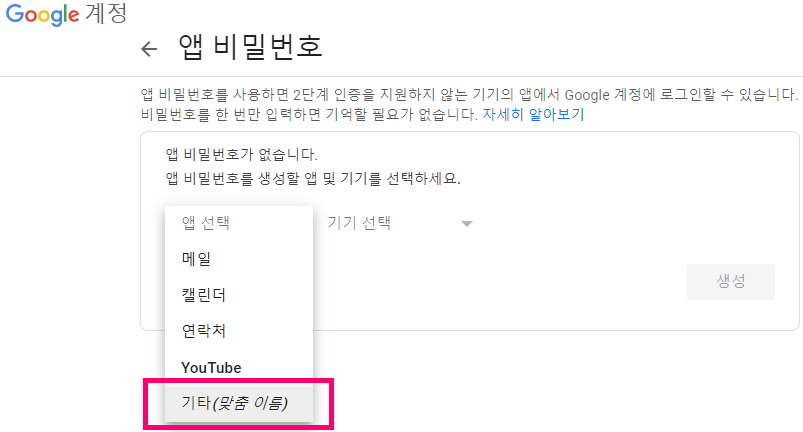 Google 계정
← 앱 비밀번호
앱 비밀번호를 사용하면 2단계 인증을 지원하지 않는 기기의 앱에서 Google 계정에 로그인할 수 있습니다.
비밀번호를 한 번만 입력하면 기억할 필요가 없습니다. 자세히 알아보기
앱 비밀번호가 없습니다.
앱 비밀번호를 생성할 앱 및 기기를 선택하세요.
앱 선택 기기 선택
메일
캘린더
생성
연락처
YouTube
기타(맞춤 이름)